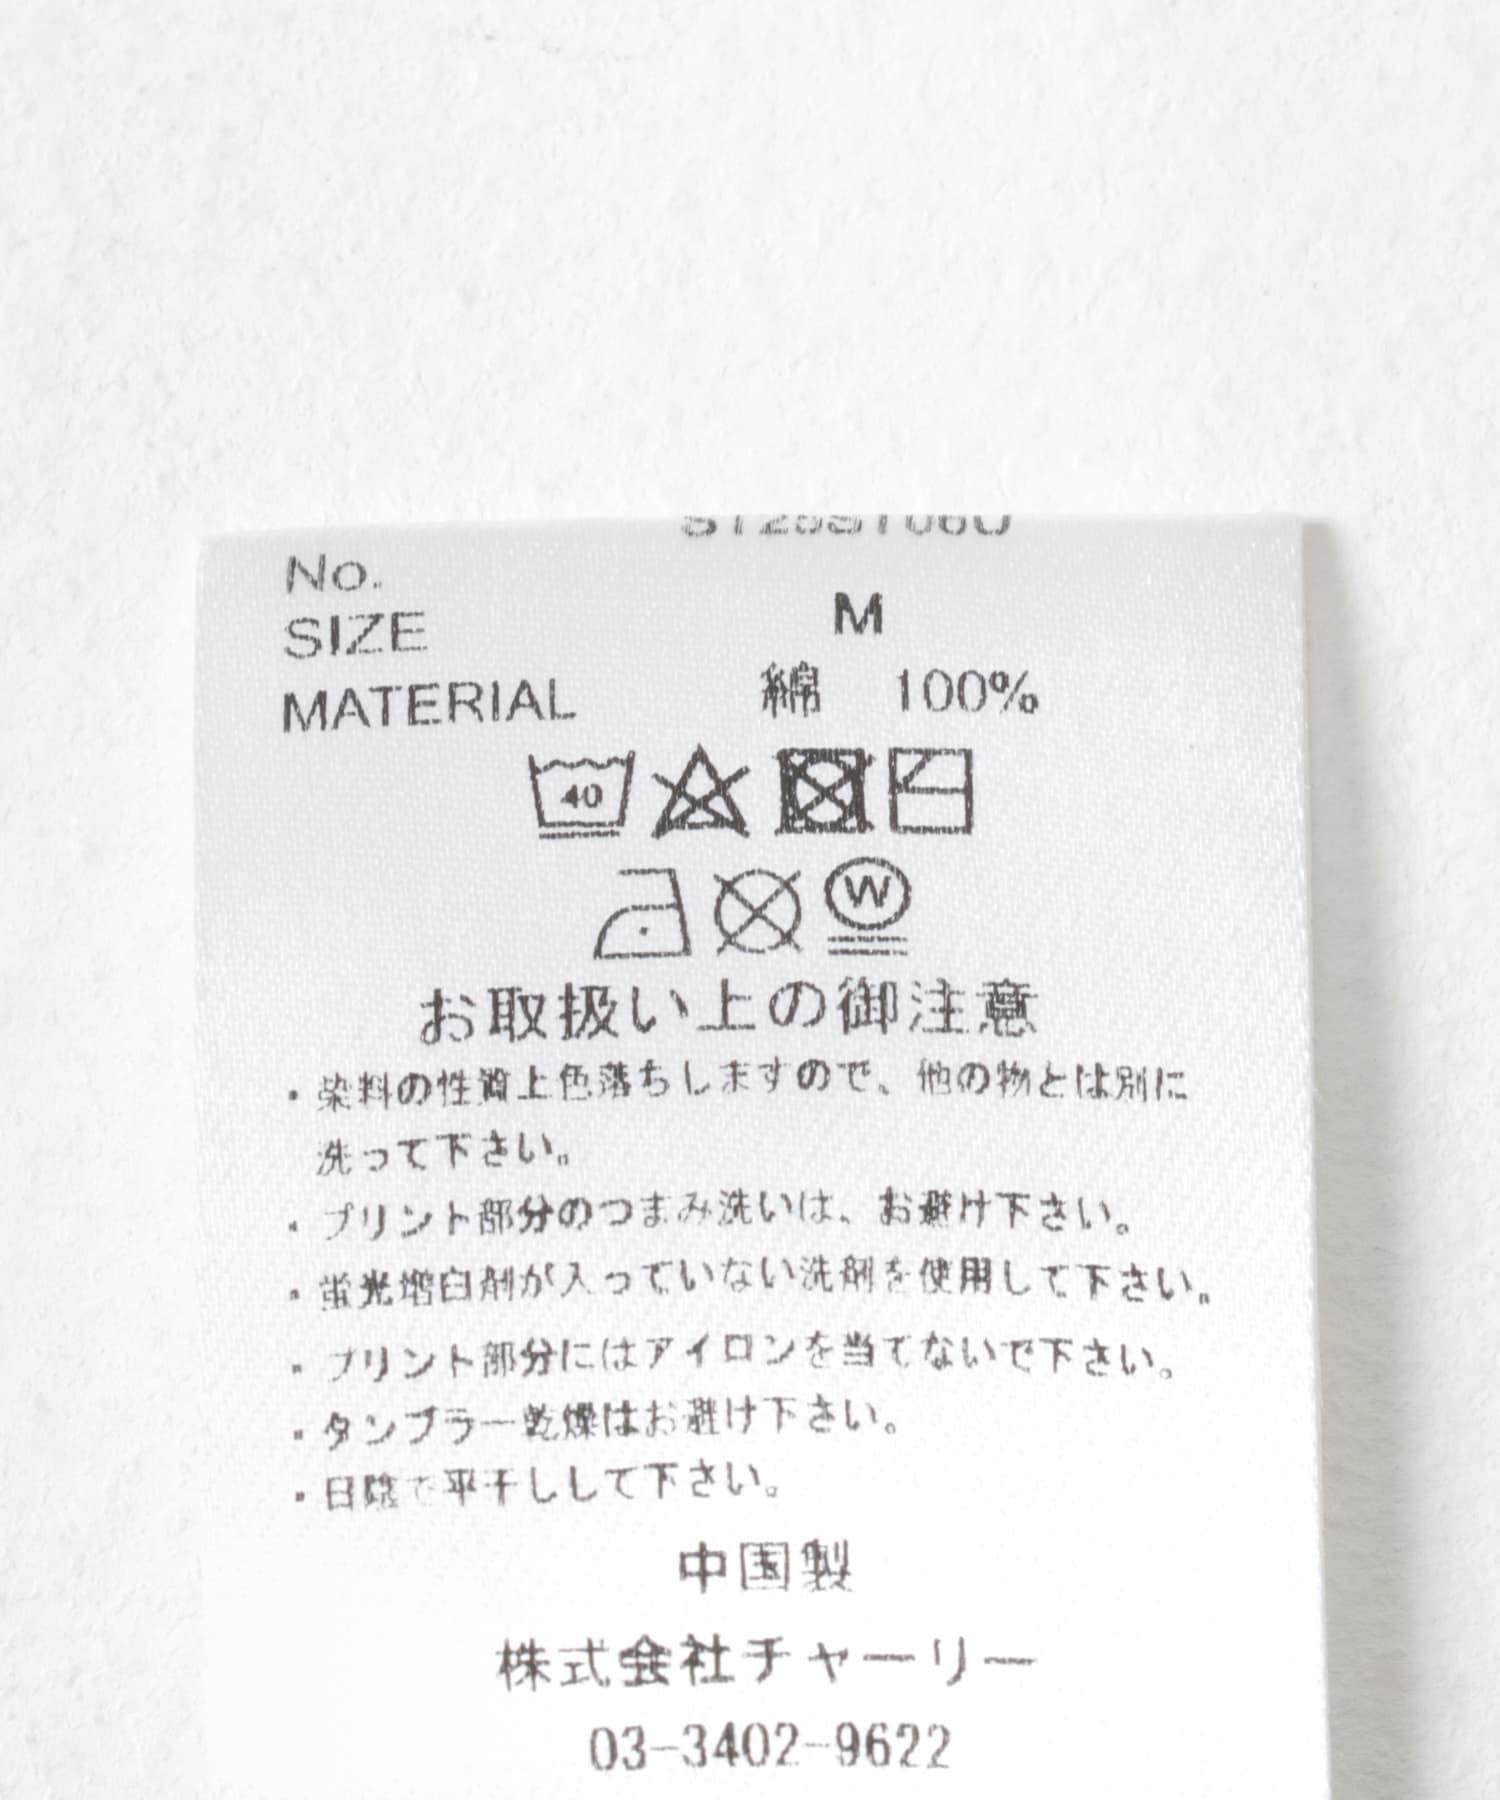 No.
SIZE M
MATERIAL 綿 100%
40
W
お取扱い上の御注意
・染料の性質上色落ちしますので、他の物とは別に
洗って下さい。
・プリント部分のつまみ洗いは、お避け下さい。
・蛍光増白剤が入っていない洗剤を使用して下さい。
・プリント部分にはアイロンを当てないで下さい。
・タンブラー乾燥はお避け下さい。
・日陰で平干しして下さい。
中国製
株式会社チャーリー
03-3402-9622